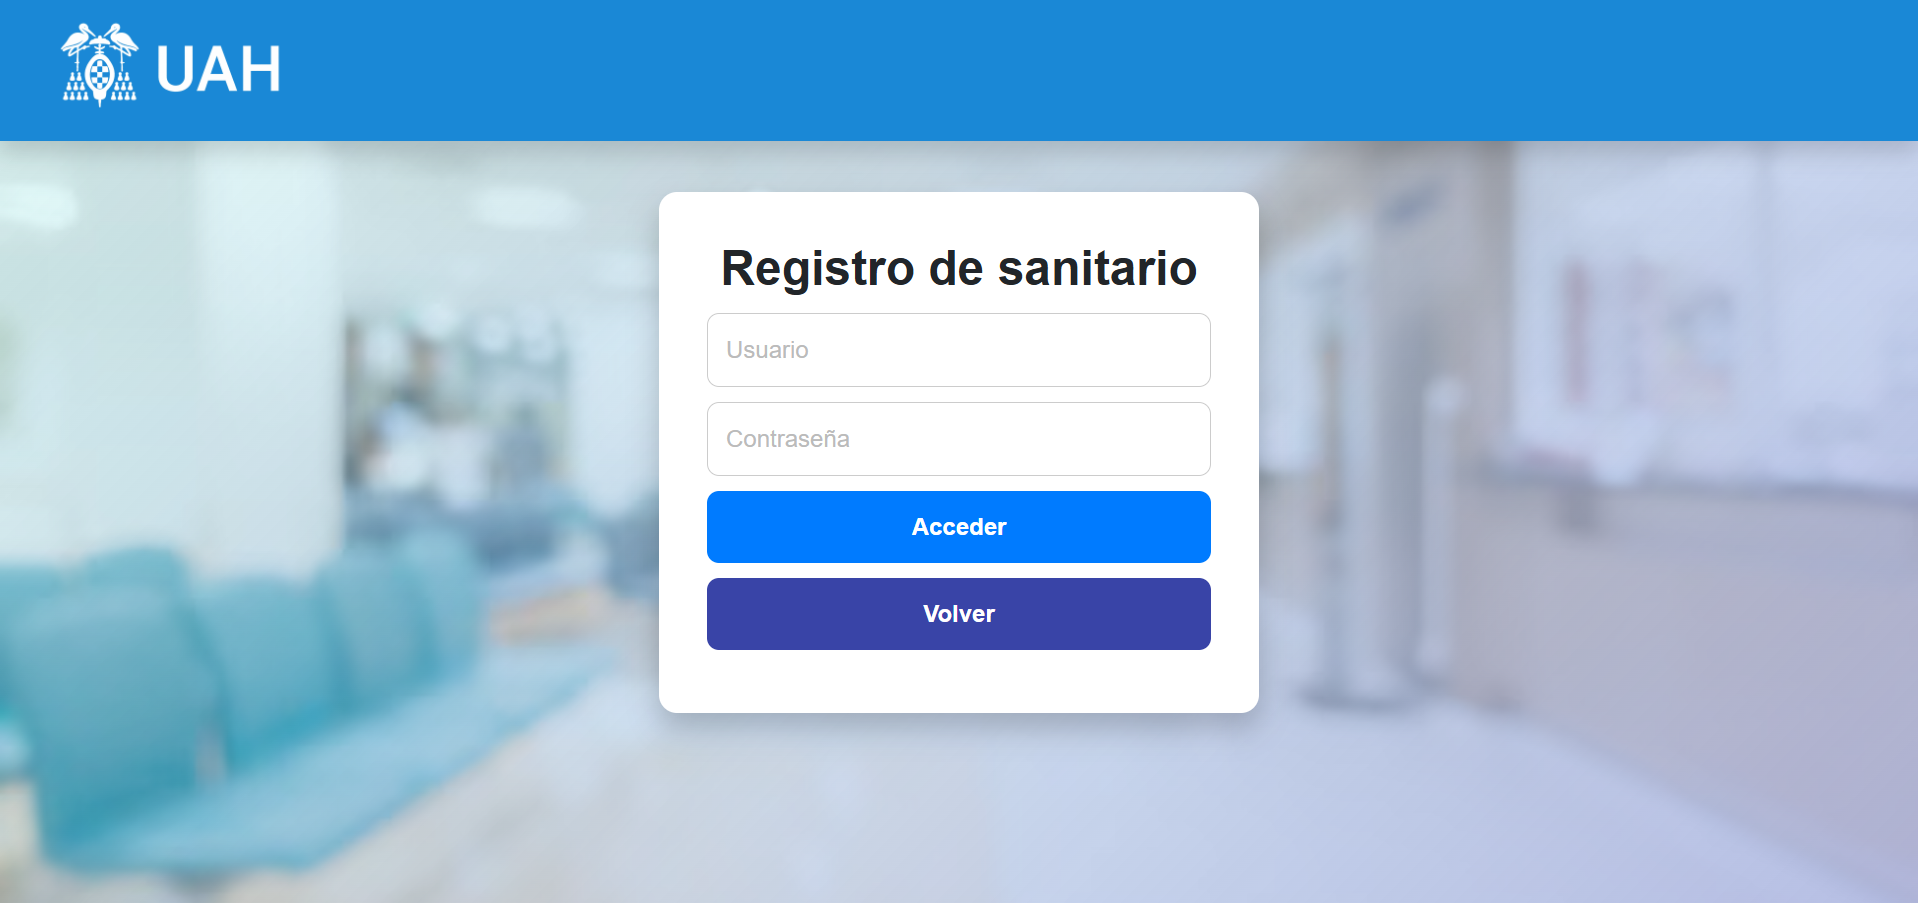 UAH
Registro de sanitario
Usuario
Contraseña
Acceder
Volver